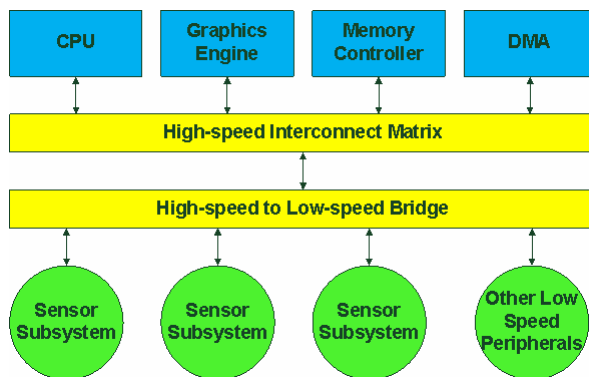 CPU
Graphics
Engine
Memory
Controller
DMA
High-speed Interconnect Matrix
High-speed to Low-speed Bridge
Sensor
Subsystem
Sensor
Subsystem
Sensor
Subsystem
Other Low
Speed
Peripherals